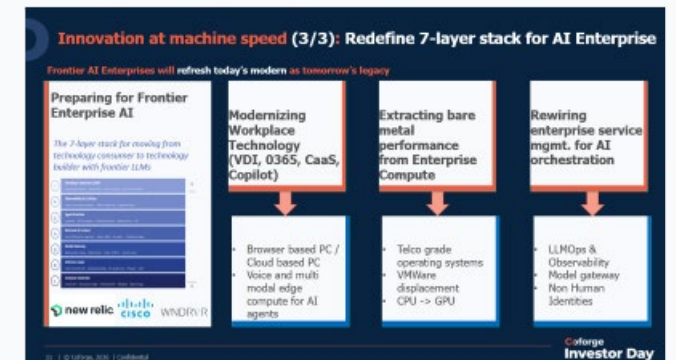 Innovation at machine speed (3/3): Redefine 7-layer stack for AI Enterprise
Frontier AI Enterprises will refresh today's modern as tomorrow's legacy
Preparing for Frontier
Enterprise AI
The 7-layer stack for moving from
technology consumer to technology
builder with frontier LLMs
new relic
CISCO
WNDRVR
Modernizing
Workplace
Technology
(VDI, O365, CaaS,
Copilot)
• Browser based PC /
Cloud based PC
• Voice and multi
modal edge
compute for AI
agents
Extracting bare
metal
performance
from Enterprise
Compute
• Telco grade
operating systems
• VMWare
displacement
• CPU -> GPU
Rewiring
enterprise service
mgmt. for AI
orchestration
• LLMOps &
Observability
• Model gateway
• Non Human
Identities
| © Coforge, 2026 | Confidential
Coforge
Investor Day